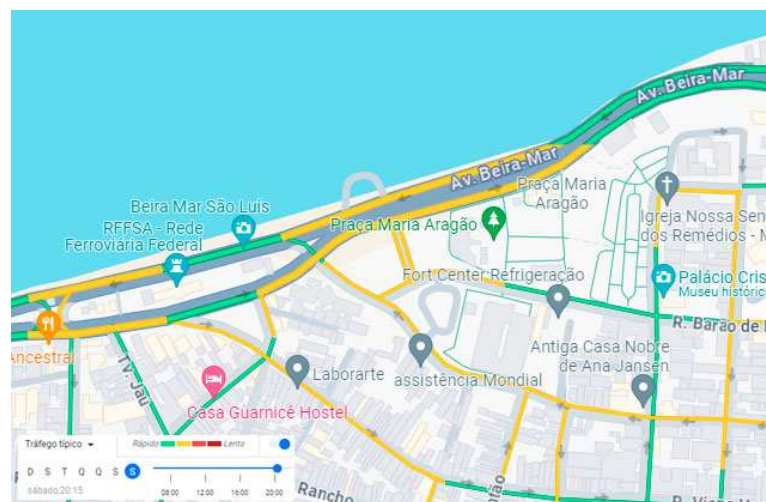 Av. Beira-Mar
Av. Beira-Mar
Praça Maria
Aragão
Beira Mar São Luís
RFFSA - Rede
Ferroviária Federal
Praça Maria Aragão
Igreja Nossa Sen
dos Remédios - M
Fort Center Refrigeração
Palácio Cris
Museu histórico
R. Barão de
Ancestral
Tv. Jaú
Laborarte
assistência Mondial
Antiga Casa Nobre
de Ana Jansen
Casa Guarnicê Hostel
Tráfego típico
Rápido
Lento
D S T Q Q S S
sábado, 20:15
08:00 12:00 16:00 20:00
Rancho